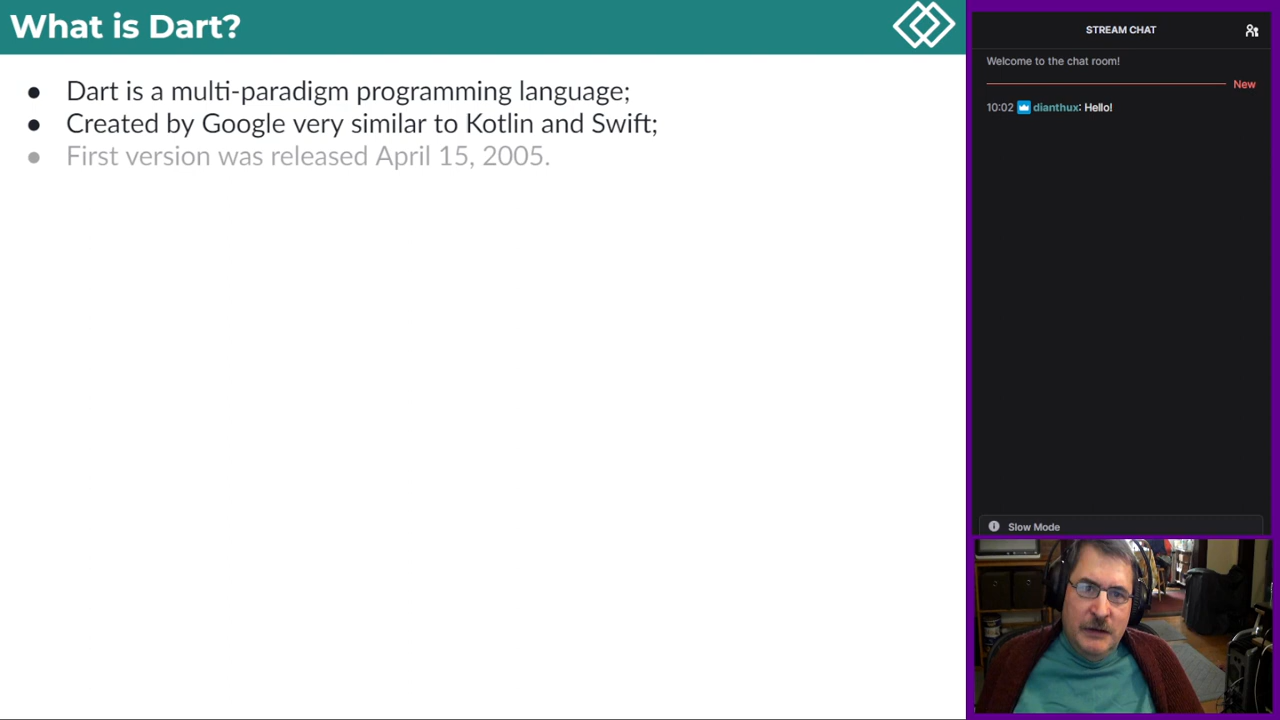 What is Dart?
● Dart is a multi-paradigm programming language;
● Created by Google very similar to Kotlin and Swift;
● First version was released April 15, 2005.
STREAM CHAT
Welcome to the chat room!
New
10:02 dianthux: Hello!
Slow Mode